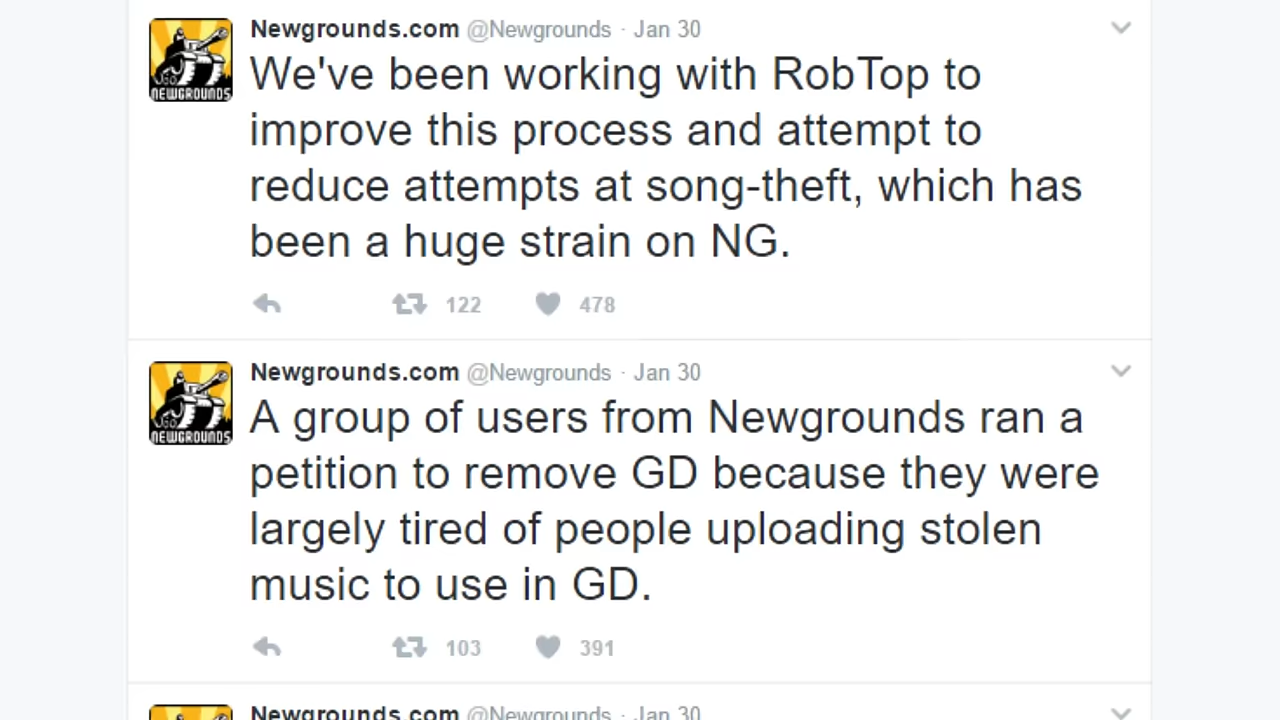 Newgrounds.com @Newgrounds · Jan 30
We've been working with RobTop to
improve this process and attempt to
reduce attempts at song-theft, which has
been a huge strain on NG.
122 478
NEWGROUNDS
Newgrounds.com @Newgrounds · Jan 30
A group of users from Newgrounds ran a
petition to remove GD because they were
largely tired of people uploading stolen
music to use in GD.
103 391
NEWGROUNDS
Newgrounds.com @Newgrounds · Jan 30